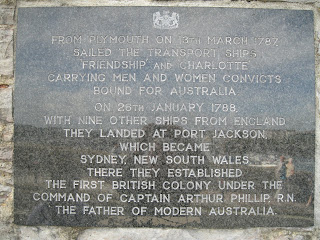 FROM PLYMOUTH ON 13TH MARCH 1787
SAILED THE TRANSPORT SHIPS
FRIENDSHIP AND CHARLOTTE
CARRYING MEN AND WOMEN CONVICTS
BOUND FOR AUSTRALIA
ON 26TH JANUARY 1788,
WITH NINE OTHER SHIPS FROM ENGLAND
THEY LANDED AT PORT JACKSON,
WHICH BECAME
SYDNEY, NEW SOUTH WALES.
THERE THEY ESTABLISHED
THE FIRST BRITISH COLONY UNDER THE
COMMAND OF CAPTAIN ARTHUR PHILLIP, R.N.
THE FATHER OF MODERN AUSTRALIA.